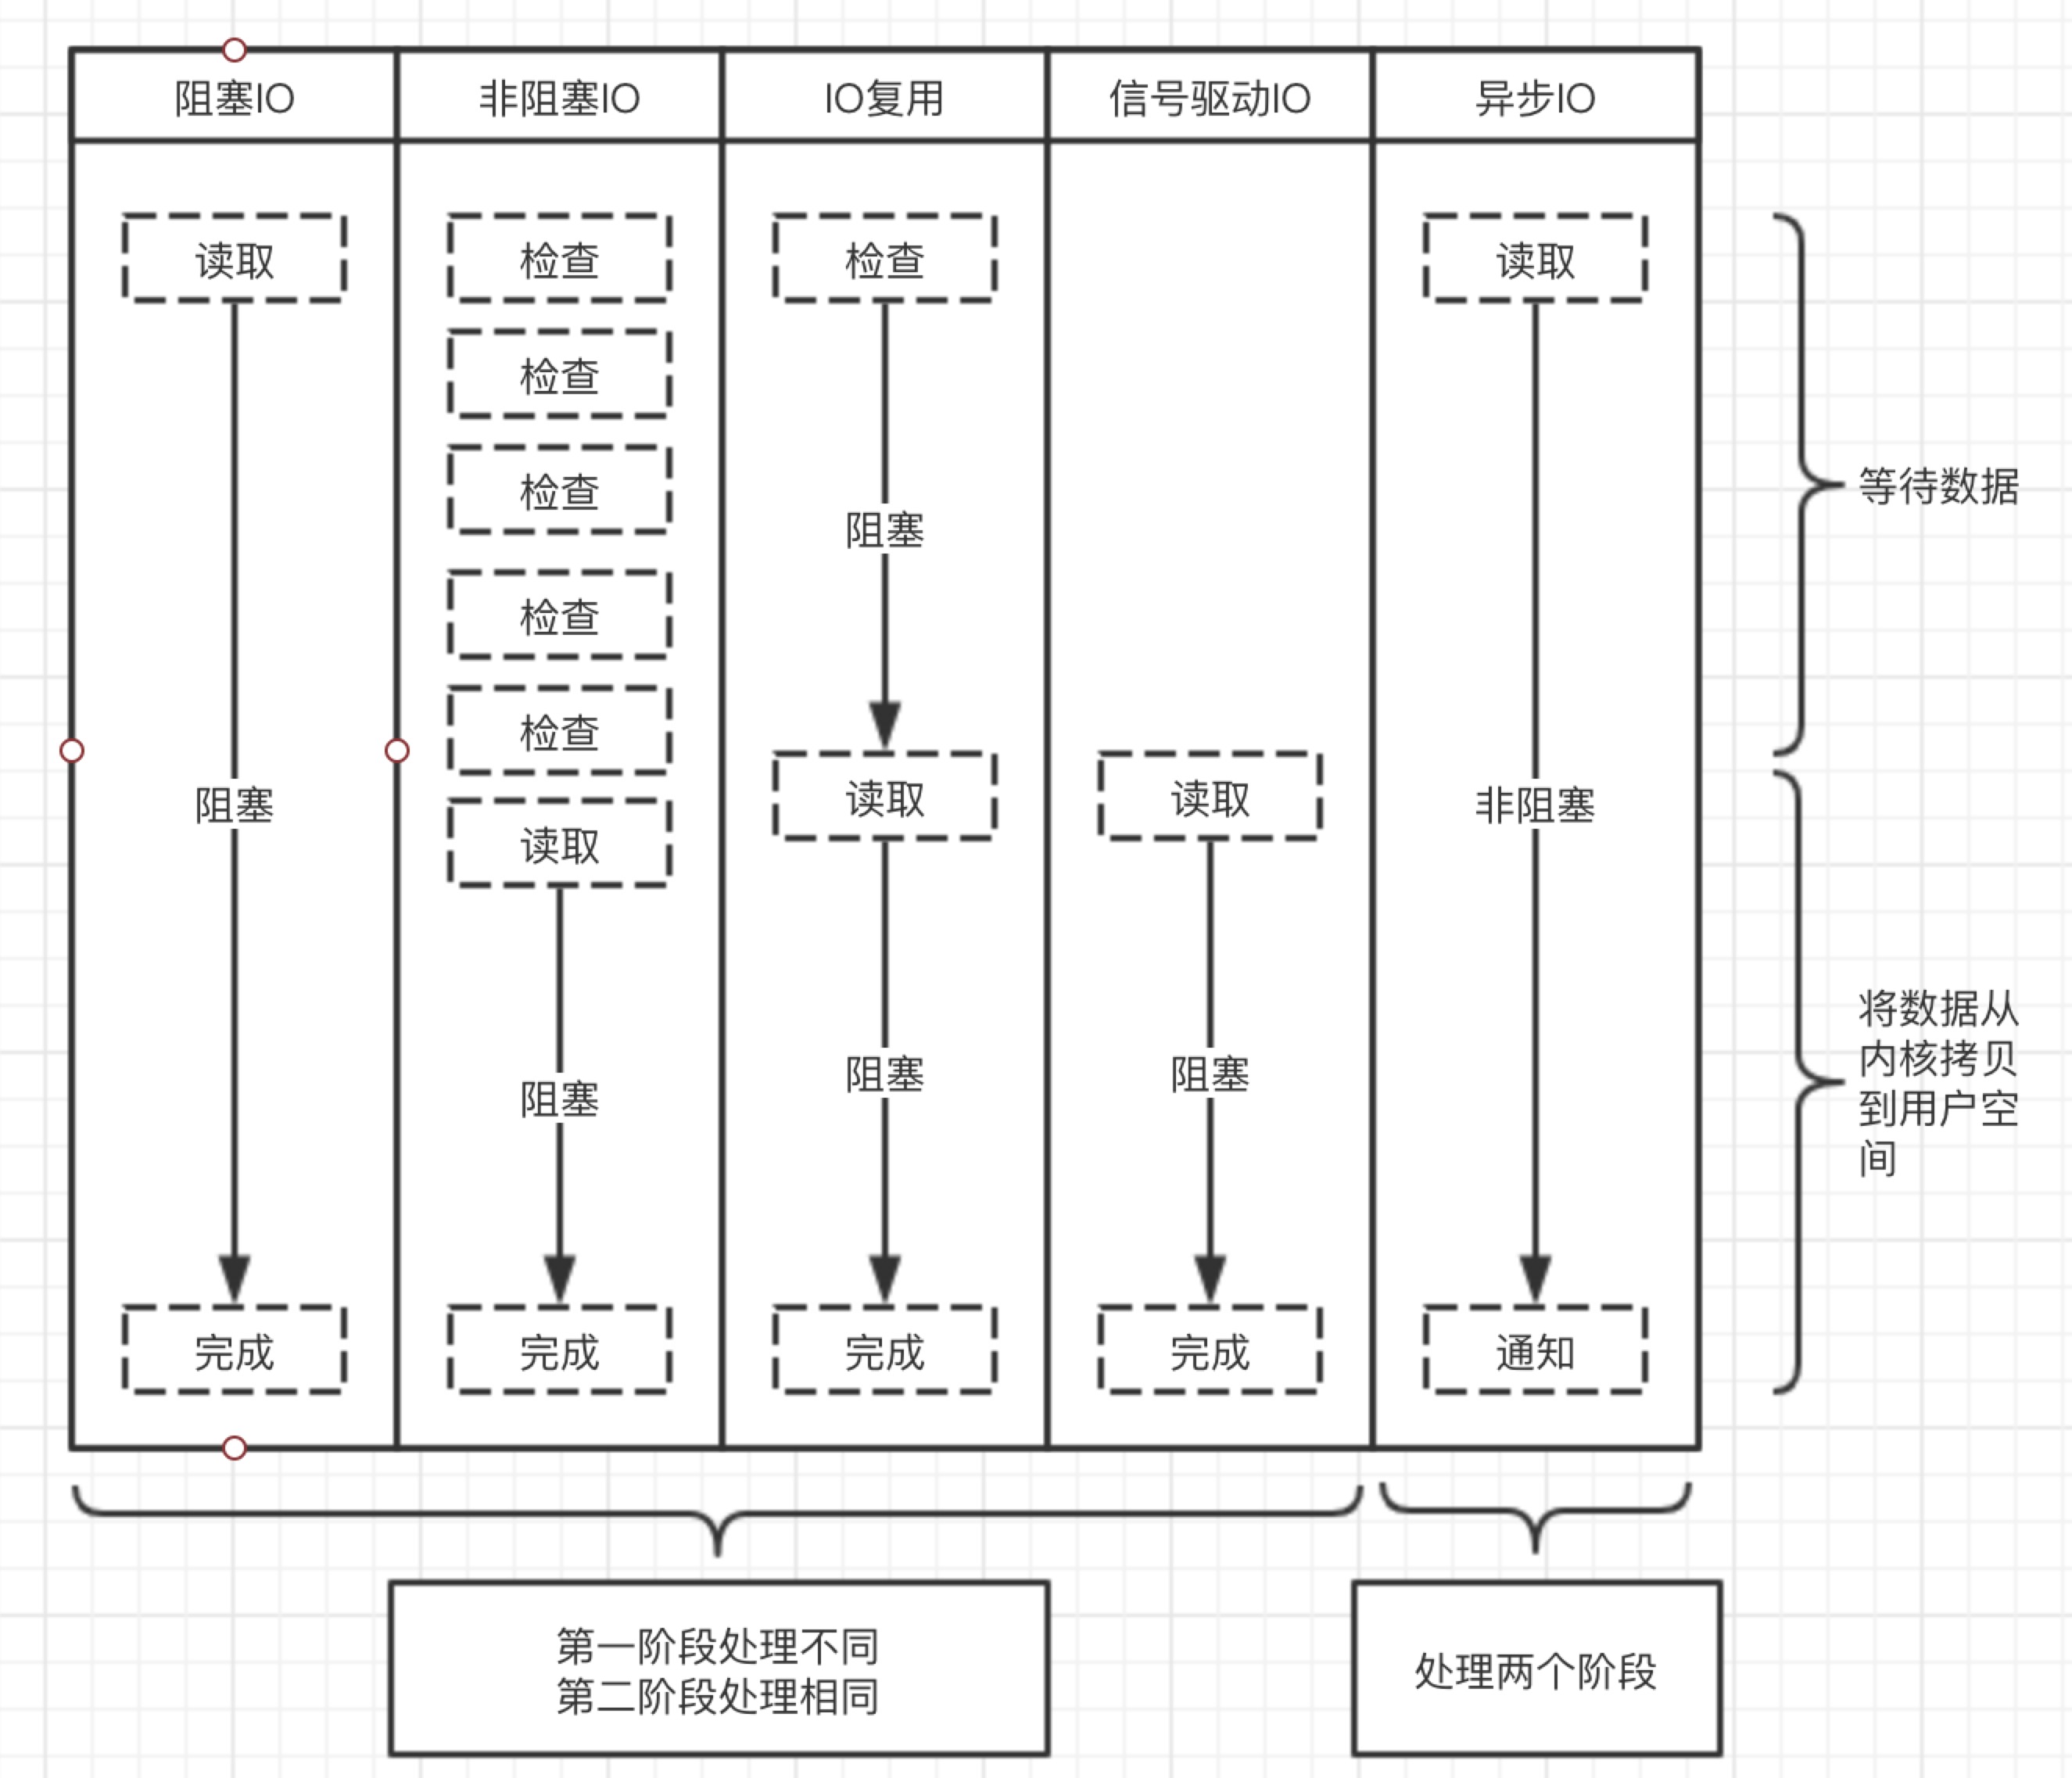 阻塞IO
非阻塞IO
IO复用
信号驱动IO
异步IO
读取
阻塞
完成
检查
检查
检查
检查
检查
读取
阻塞
完成
检查
阻塞
读取
阻塞
完成
读取
阻塞
完成
读取
非阻塞
通知
等待数据
将数据从
内核拷贝
到用户空
间
第一阶段处理不同
第二阶段处理相同
处理两个阶段